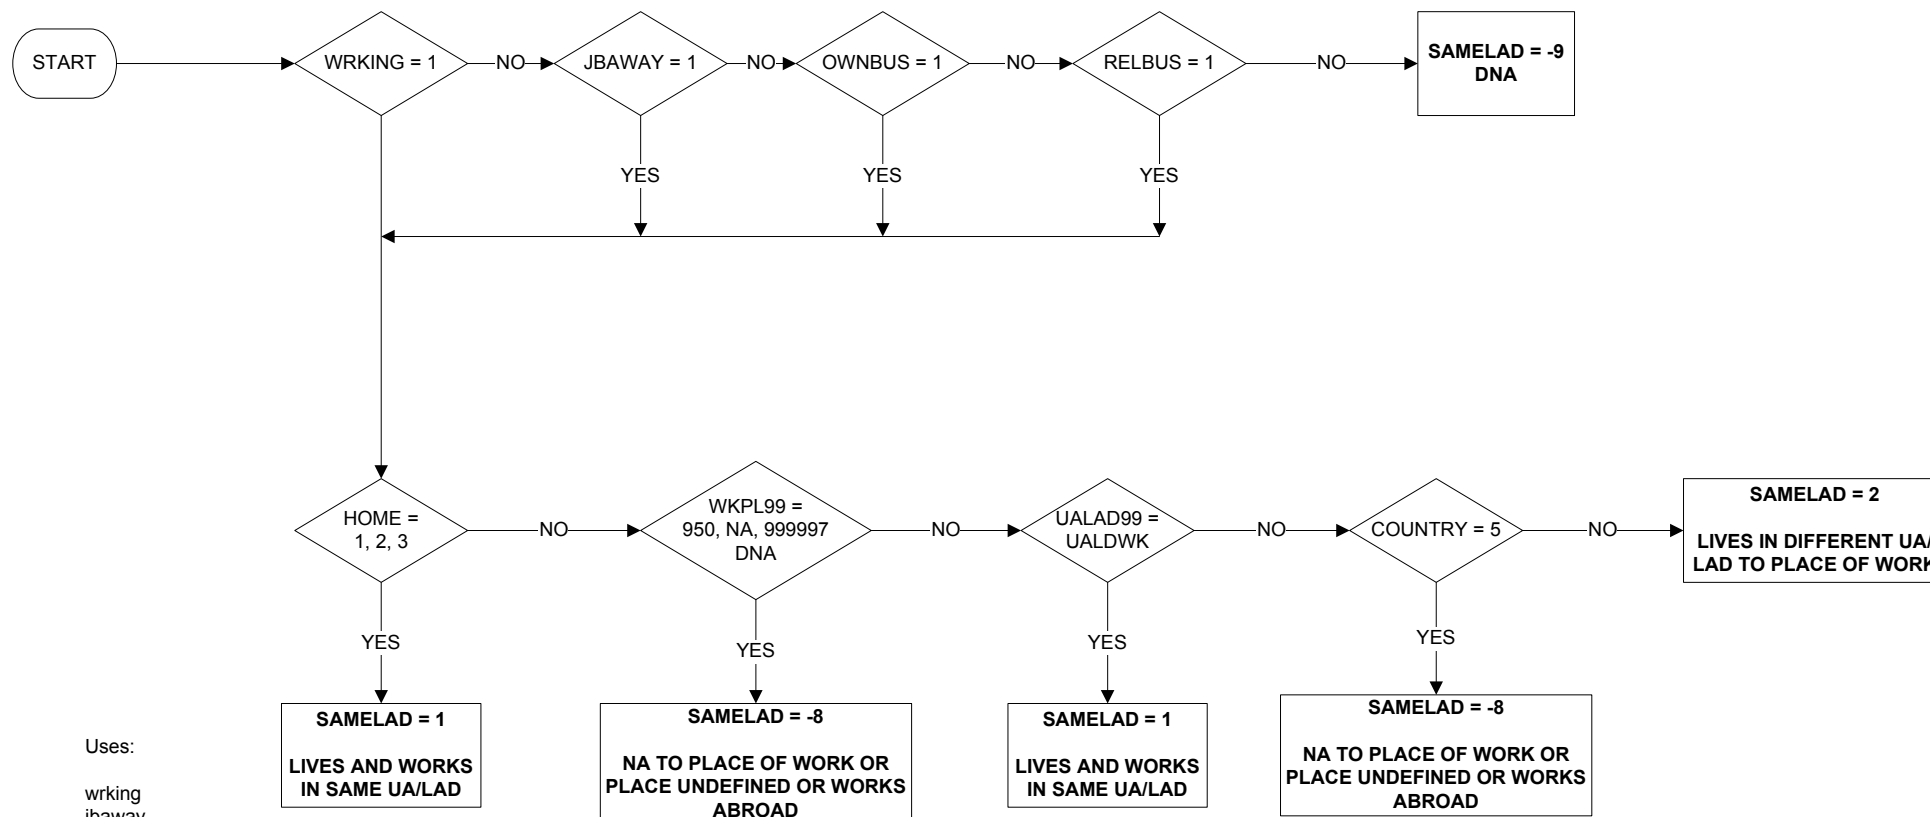 START
WRKING = 1
NO
JBAWAY = 1
NO
OWNBUS = 1
NO
RELBUS = 1
NO
SAMELAD = -9
DNA
YES
YES
YES
HOME =
1, 2, 3
NO
WKPL99 =
950, NA, 999997
DNA
NO
UALAD99 =
UALDWK
NO
COUNTRY = 5
NO
SAMELAD = 2
LIVES IN DIFFERENT UA/
LAD TO PLACE OF WORK
YES
YES
YES
YES
SAMELAD = 1
LIVES AND WORKS
IN SAME UA/LAD
SAMELAD = -8
NA TO PLACE OF WORK OR
PLACE UNDEFINED OR WORKS
ABROAD
SAMELAD = 1
LIVES AND WORKS
IN SAME UA/LAD
SAMELAD = -8
NA TO PLACE OF WORK OR
PLACE UNDEFINED OR WORKS
ABROAD
Uses:
wrking
jbaway